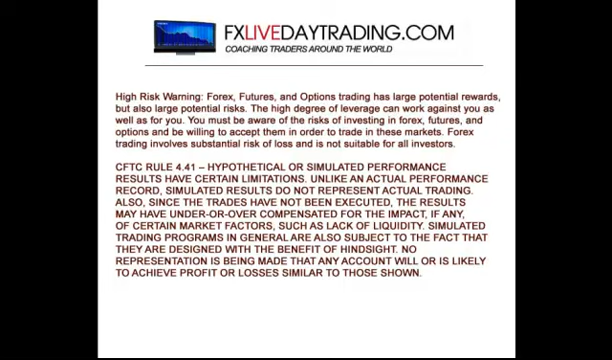 FXLIVEDAYTRADING.COM
COACHING TRADERS AROUND THE WORLD
High Risk Warning: Forex, Futures, and Options trading has large potential rewards,
but also large potential risks. The high degree of leverage can work against you as
well as for you. You must be aware of the risks of investing in forex, futures, and
options and be willing to accept them in order to trade in these markets. Forex
trading involves substantial risk of loss and is not suitable for all investors.
CFTC RULE 4.41 – HYPOTHETICAL OR SIMULATED PERFORMANCE
RESULTS HAVE CERTAIN LIMITATIONS. UNLIKE AN ACTUAL PERFORMANCE
RECORD, SIMULATED RESULTS DO NOT REPRESENT ACTUAL TRADING.
ALSO, SINCE THE TRADES HAVE NOT BEEN EXECUTED, THE RESULTS
MAY HAVE UNDER-OR-OVER COMPENSATED FOR THE IMPACT, IF ANY,
OF CERTAIN MARKET FACTORS, SUCH AS LACK OF LIQUIDITY. SIMULATED
TRADING PROGRAMS IN GENERAL ARE ALSO SUBJECT TO THE FACT THAT
THEY ARE DESIGNED WITH THE BENEFIT OF HINDSIGHT. NO
REPRESENTATION IS BEING MADE THAT ANY ACCOUNT WILL OR IS LIKELY
TO ACHIEVE PROFIT OR LOSSES SIMILAR TO THOSE SHOWN.